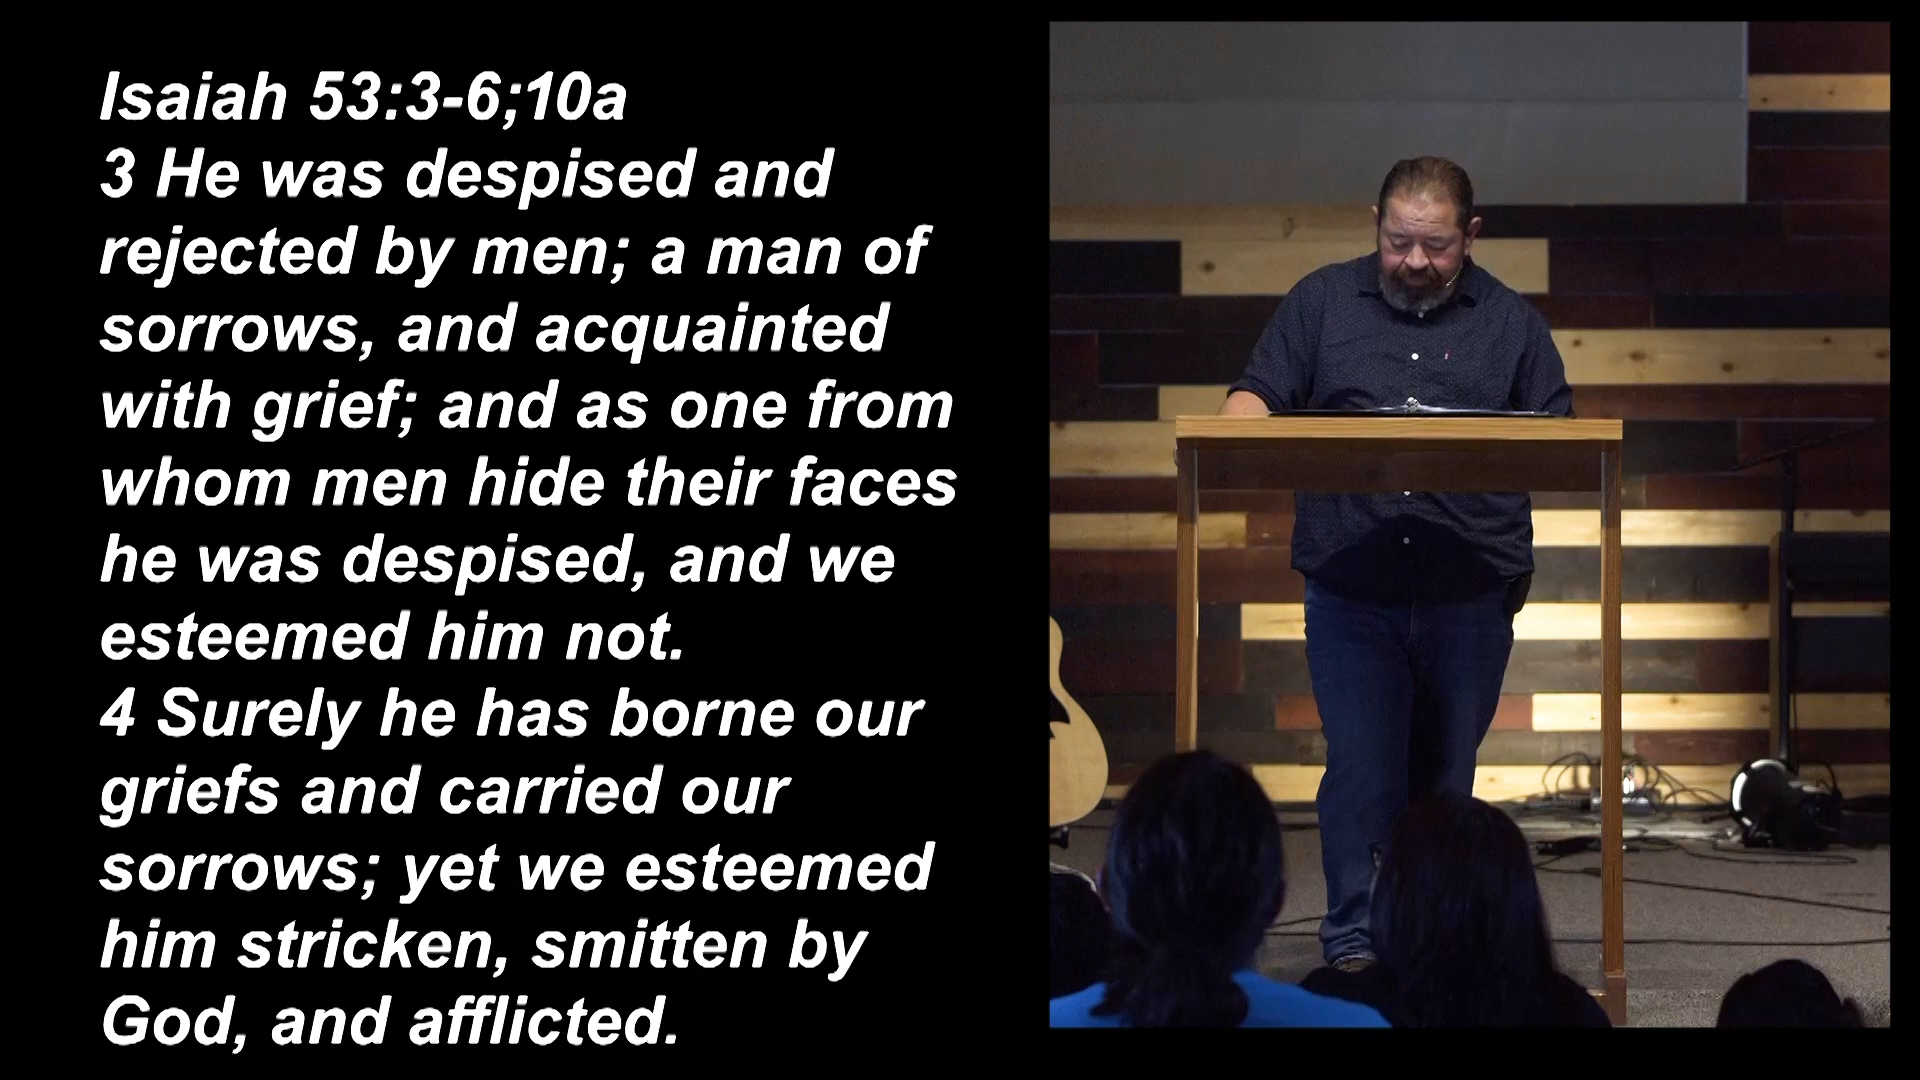 Isaiah 53:3-6;10a
3 He was despised and
rejected by men; a man of
sorrows, and acquainted
with grief; and as one from
whom men hide their faces
he was despised, and we
esteemed him not.
4 Surely he has borne our
griefs and carried our
sorrows; yet we esteemed
him stricken, smitten by
God, and afflicted.